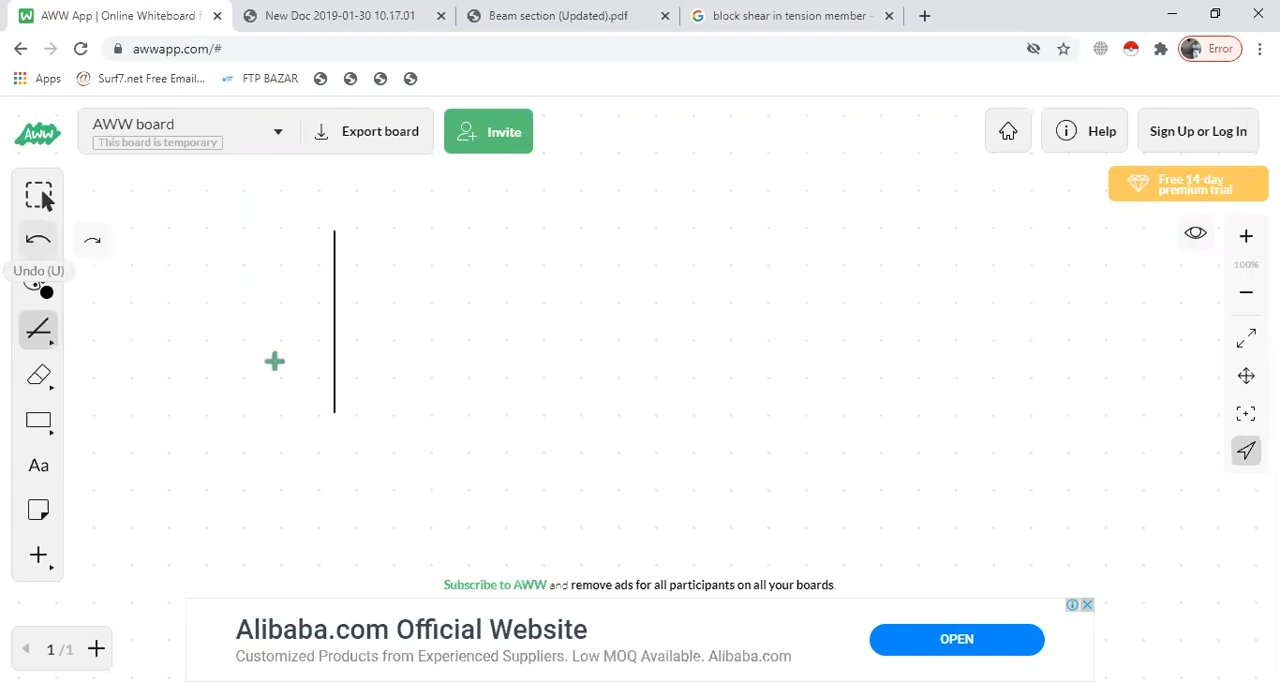 AWW App | Online Whiteboard f
New Doc 2019-01-30 10.17.01
Beam section (Updated).pdf
block shear in tension member -
awwapp.com/#
Error
Apps
Surf7.net Free Email...
FTP BAZAR
AWW
AWW board
This board is temporary
Export board
Invite
Help
Sign Up or Log In
Free 14-day
premium trial
Undo (U)
100%
Aa
Subscribe to AWW and remove ads for all participants on all your boards.
Alibaba.com Official Website
Customized Products from Experienced Suppliers. Low MOQ Available. Alibaba.com
OPEN
1 /1